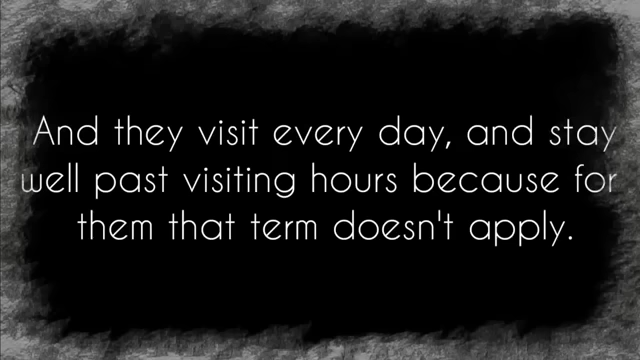 And they visit every day, and stay
well past visiting hours because for
them that term doesn't apply.